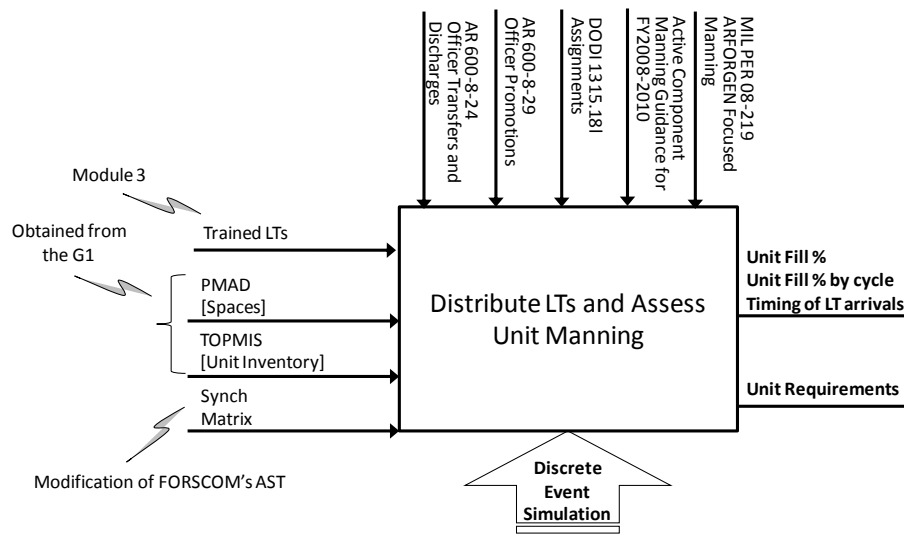 AR 600-8-24
Officer Transfers and
Discharges
AR 600-8-29
Officer Promotions
DODI 1315.18l
Assignments
Active Component
Manning Guidance for
FY2008-2010
MIL PER 08-219
ARFORGEN Focused
Manning
Module 3
Obtained from
the G1
Trained LTs
PMAD
[Spaces]
TOPMIS
[Unit Inventory]
Synch
Matrix
Modification of FORSCOM’s AST
Distribute LTs and Assess
Unit Manning
Unit Fill %
Unit Fill % by cycle
Timing of LT arrivals
Unit Requirements
Discrete
Event
Simulation